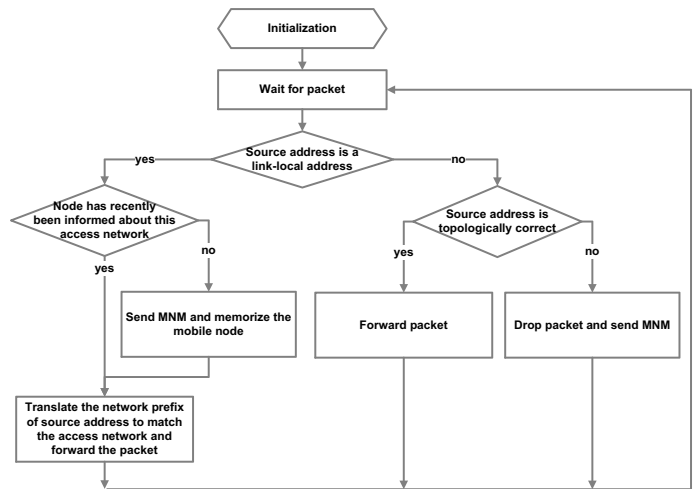 Initialization
Wait for packet
Source address is a
link-local address
yes
no
Node has recently
been informed about this
access network
Source address is
topologically correct
no
yes
yes
no
Send MNM and memorize the
mobile node
Forward packet
Drop packet and send MNM
Translate the network prefix
of source address to match
the access network and
forward the packet